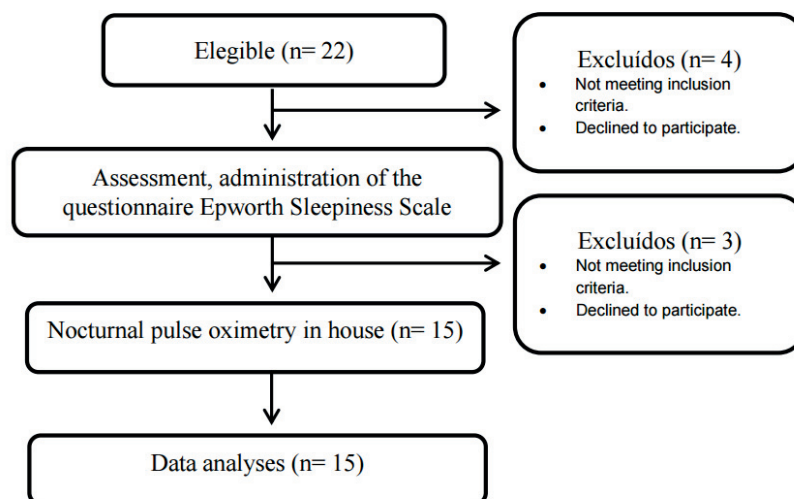 Elegible (n= 22)
Excluídos (n= 4)
• Not meeting inclusion
criteria.
• Declined to participate.
Assessment, administration of the
questionnaire Epworth Sleepiness Scale
Excluídos (n= 3)
• Not meeting inclusion
criteria.
• Declined to participate.
Nocturnal pulse oximetry in house (n= 15)
Data analyses (n= 15)